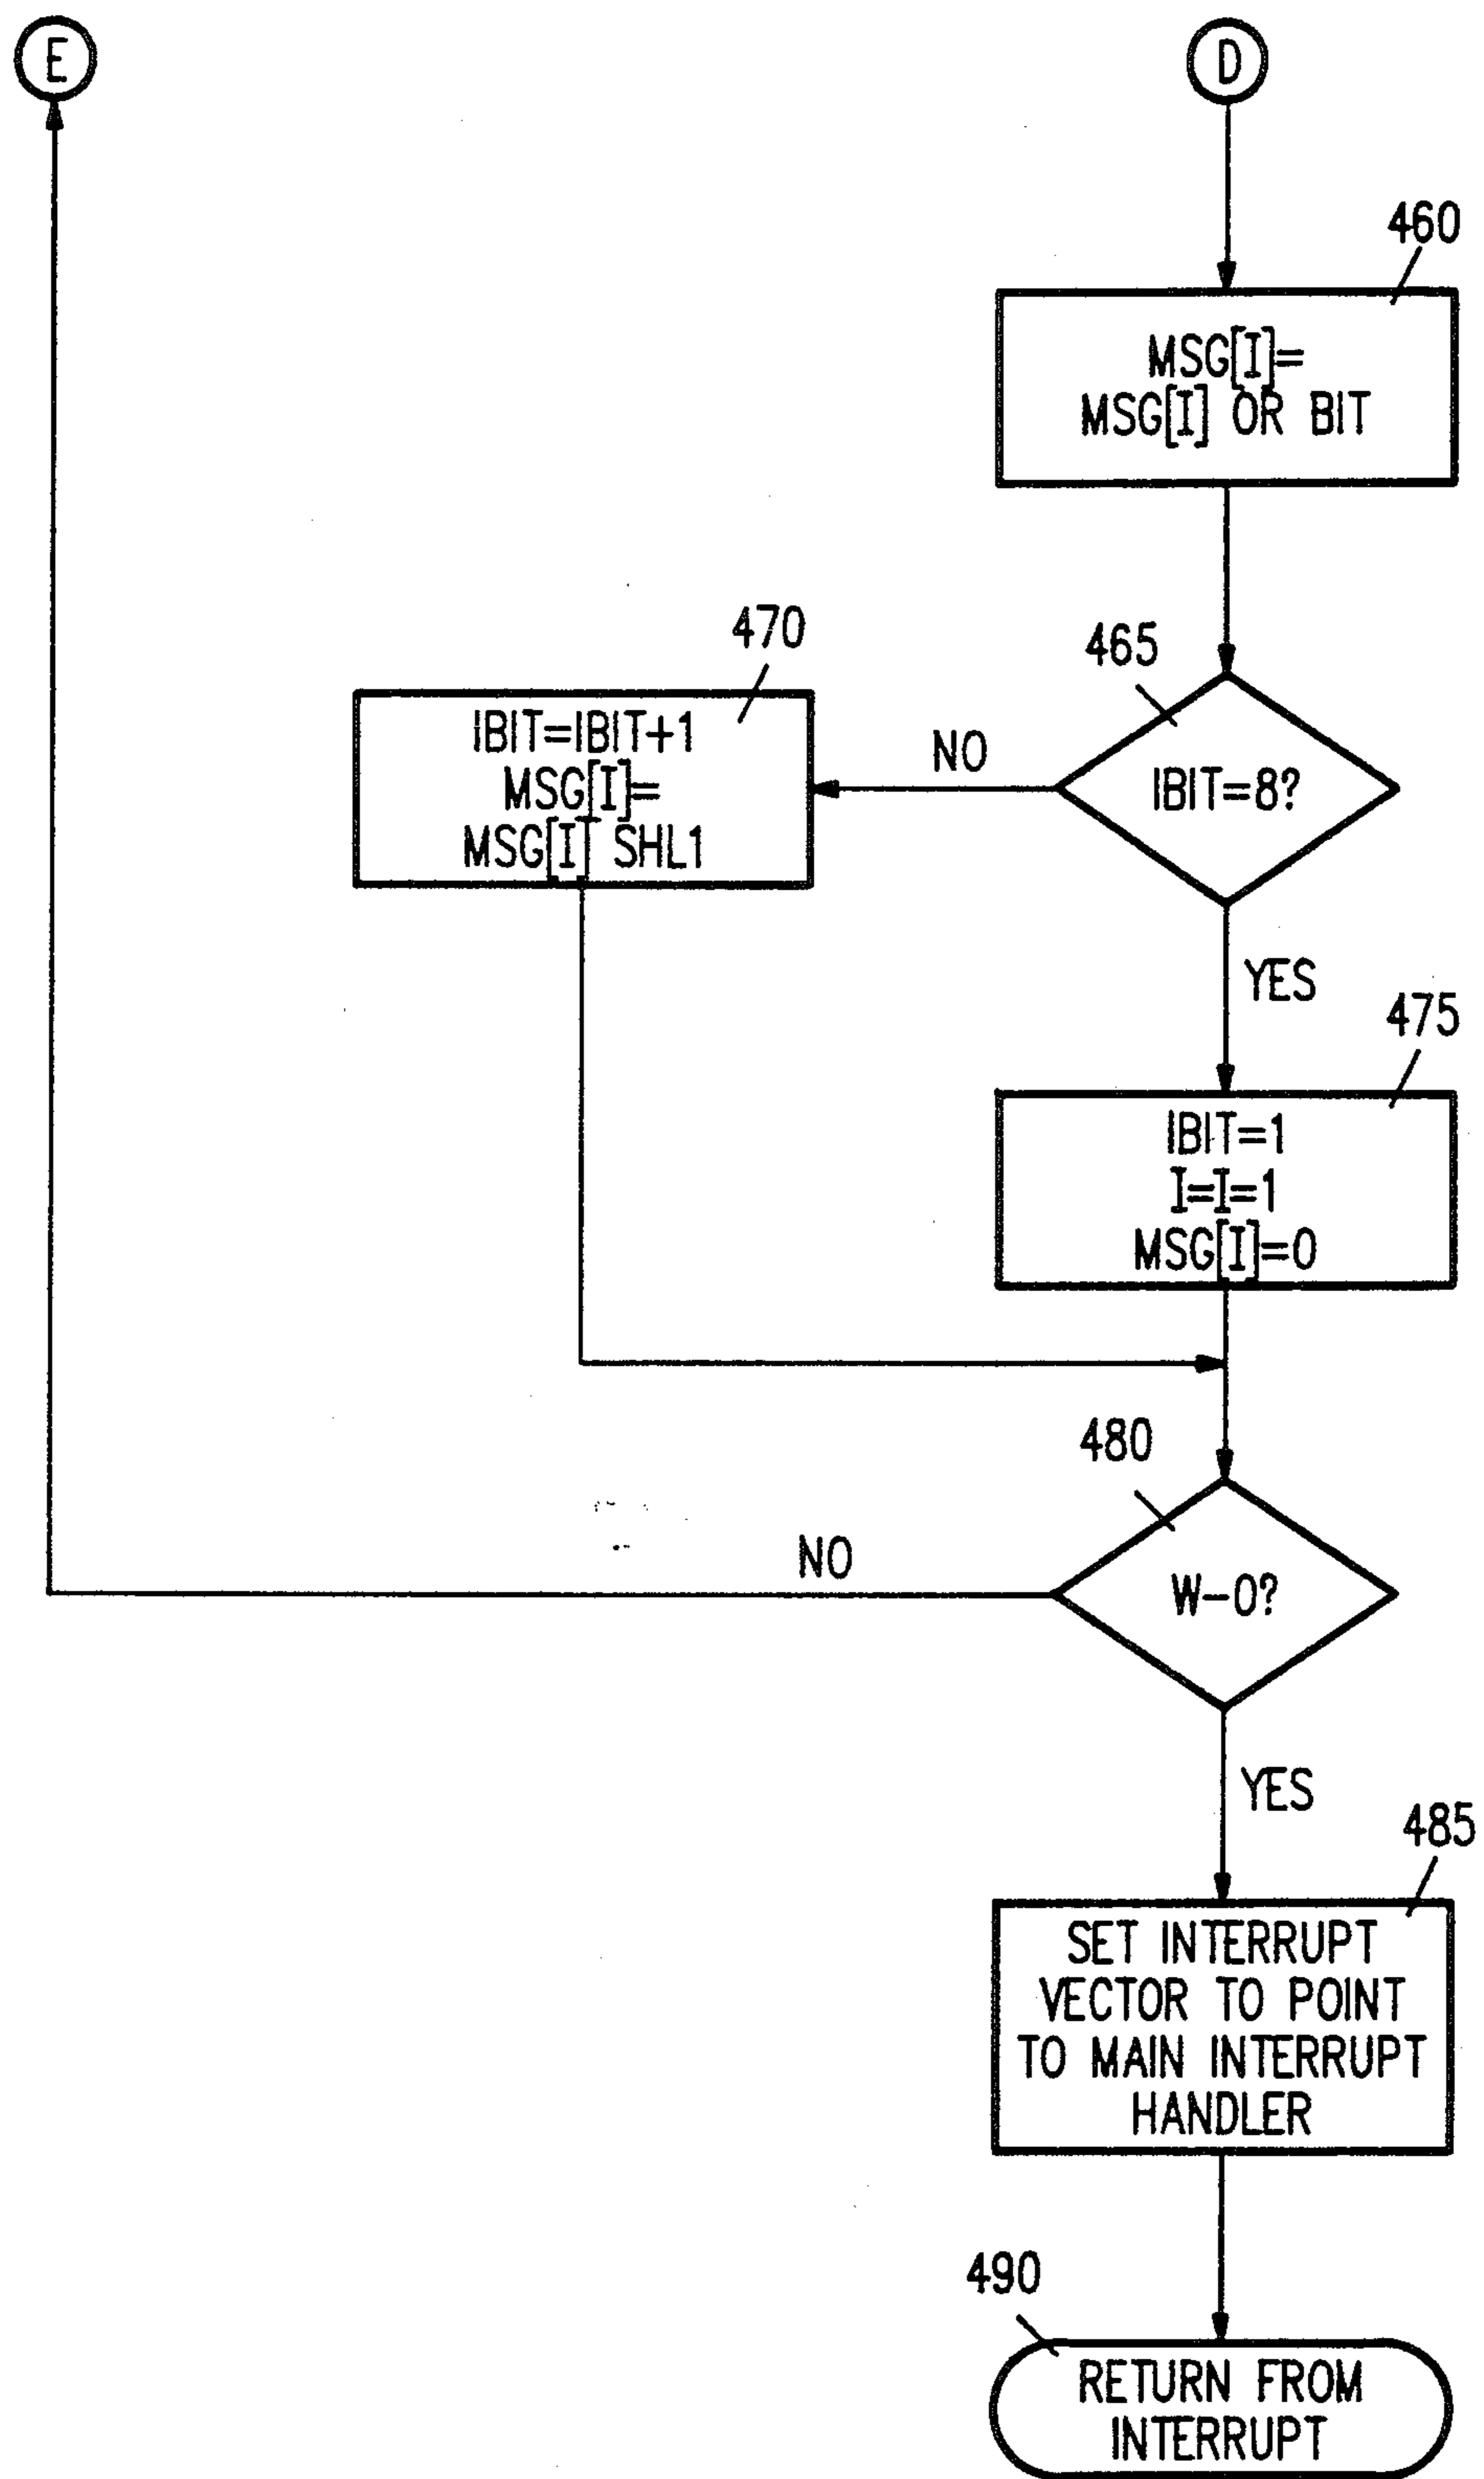 E
D
460
MSG[I]=
MSG[I] OR BIT
465
IBIT=8?
NO
470
IBIT=IBIT+1
MSG[I]=
MSG[I] SHL1
YES
475
IBIT=1
I=I=1
MSG[I]=0
480
W-0?
NO
YES
485
SET INTERRUPT
VECTOR TO POINT
TO MAIN INTERRUPT
HANDLER
490
RETURN FROM
INTERRUPT